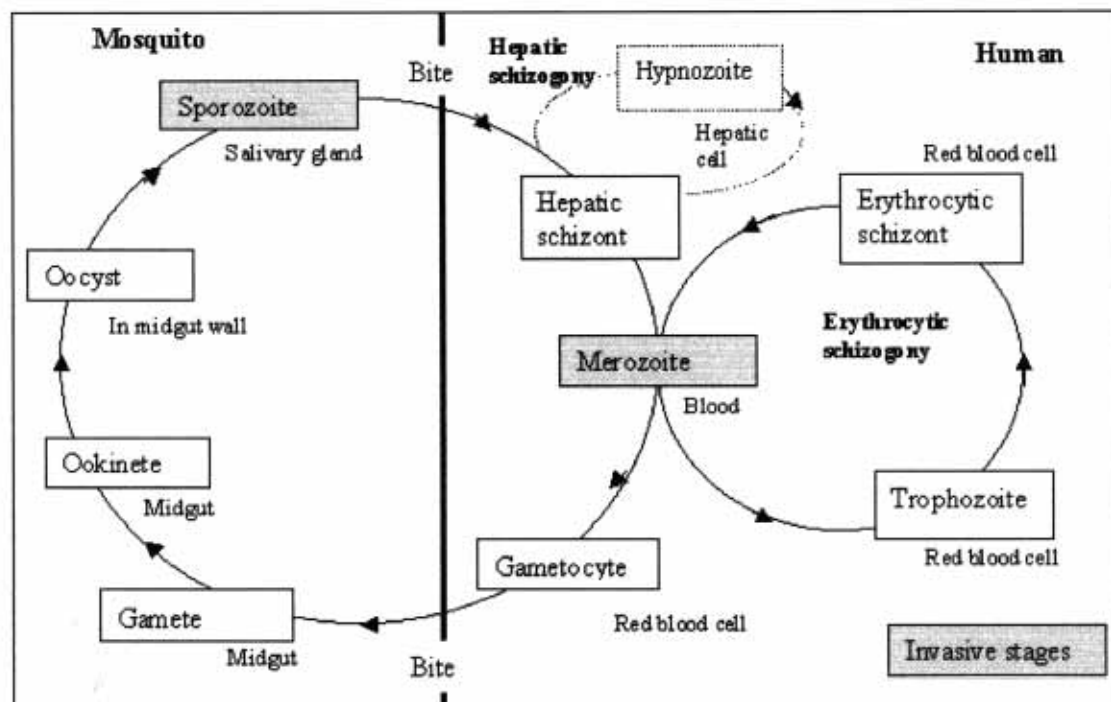 Mosquito
Bite
Hepatic
schizogony
Hypnozoite
Human
Sporozoite
Salivary gland
Hepatic
cell
Red blood cell
Hepatic
schizont
Erythrocytic
schizont
Oocyst
In midgut wall
Erythrocytic
schizogony
Merozoite
Blood
Ookinete
Midgut
Trophozoite
Red blood cell
Gametocyte
Red blood cell
Gamete
Midgut
Bite
Invasive stages